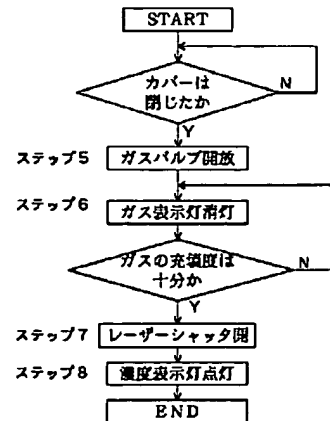 START
カバーは
閉じたか
N
Y
ステップ5 ガスバルブ開放
ステップ6 ガス表示灯消灯
ガスの充填度は
十分か
N
Y
ステップ7 レーザーシャッタ開
ステップ8 濃度表示灯点灯
END